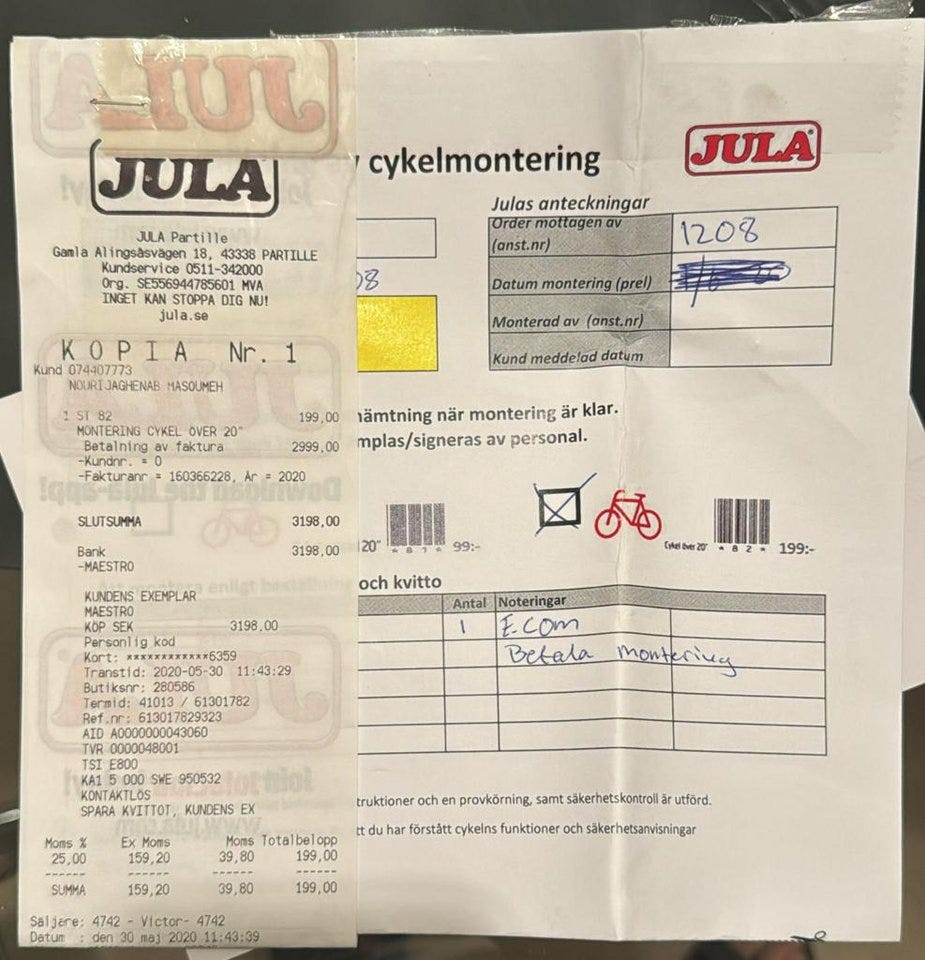 JULA
JULA Partille
Gamla Alingsåsvägen 18, 43338 PARTILLE
Kundservice 0511-342000
Org. SE556944785601 MVA
INGET KAN STOPPA DIG NU!
jula.se
KOPIA Nr. 1
Kund 074407773
NOURIJAGHENAB MASOUMEH
1 ST 82 199,00
MONTERING CYKEL ÖVER 20"
Betalning av faktura 2999,00
-Kundnr. = 0
-Fakturanr = 160366228, År = 2020
SLUTSUMMA 3198,00
Bank 3198,00
-MAESTRO
KUNDENS EXEMPLAR
MAESTRO
KÖP SEK 3198,00
Personlig kod
Kort: ************6359
Transtid: 2020-05-30 11:43:29
Butiksnr: 280586
Termid: 41013 / 61301782
Ref.nr: 613017829323
AID A0000000043060
TVR 0000048001
TSI E800
KA1 5 000 SWE 950532
KONTAKTLÖS
SPARA KVITTOT, KUNDENS EX
Moms % Ex Moms Moms Totalbelopp
25,00 159,20 39,80 199,00
SUMMA 159,20 39,80 199,00
Säljare: 4742 - Victor- 4742
Datum : den 30 maj 2020 11:43:39
cykelmontering
JULA
Julas anteckningar
Order mottagen av (anst.nr) 1208
Datum montering (prel)
Monterad av (anst.nr)
Kund meddelad datum
08
ämtning när montering är klar.
mplas/signeras av personal.
20" *81* 99:-
Cykel över 20" *82* 199:-
och kvitto
Antal Noteringar
1 E.com
Betala montering
truktioner och en provkörning, samt säkerhetskontroll är utförd.
tt du har förstått cykelns funktioner och säkerhetsanvisningar